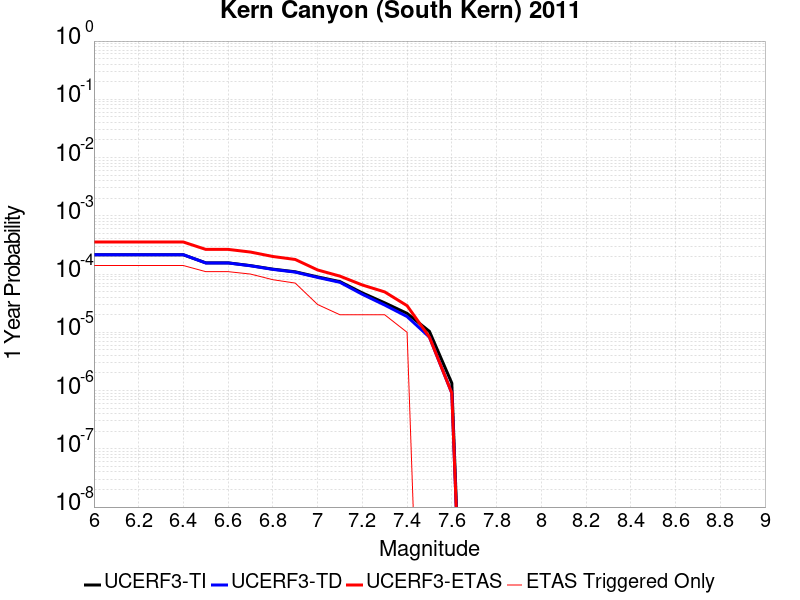 Kern Canyon (South Kern) 2011
10^0
10^-1
10^-2
10^-3
10^-4
10^-5
10^-6
10^-7
10^-8
1 Year Probability
6 6.2 6.4 6.6 6.8 7 7.2 7.4 7.6 7.8 8 8.2 8.4 8.6 8.8 9
Magnitude
UCERF3-TI UCERF3-TD UCERF3-ETAS ETAS Triggered Only